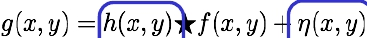 g(x, y) = h(x, y) ★ f(x, y) + η(x, y)